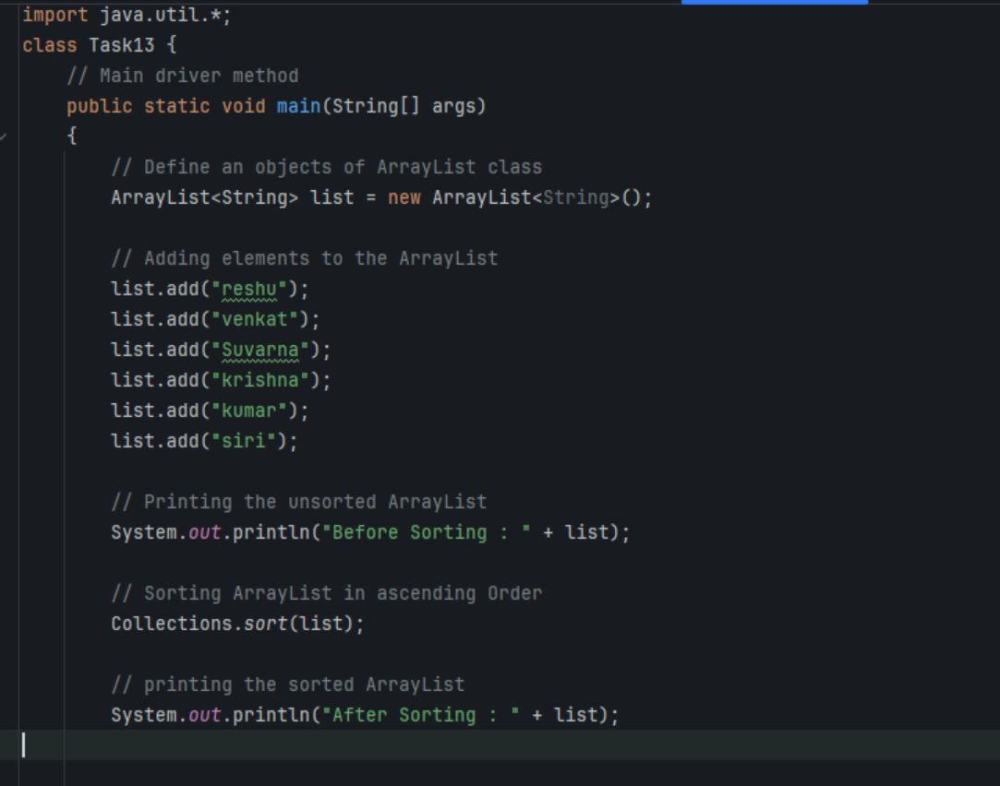 import java.util.*;
class Task13 {
    // Main driver method
    public static void main(String[] args)
    {
        // Define an objects of ArrayList class
        ArrayList<String> list = new ArrayList<String>();

        // Adding elements to the ArrayList
        list.add("reshu");
        list.add("venkat");
        list.add("Suvarna");
        list.add("krishna");
        list.add("kumar");
        list.add("siri");

        // Printing the unsorted ArrayList
        System.out.println("Before Sorting : " + list);

        // Sorting ArrayList in ascending Order
        Collections.sort(list);

        // printing the sorted ArrayList
        System.out.println("After Sorting : " + list);